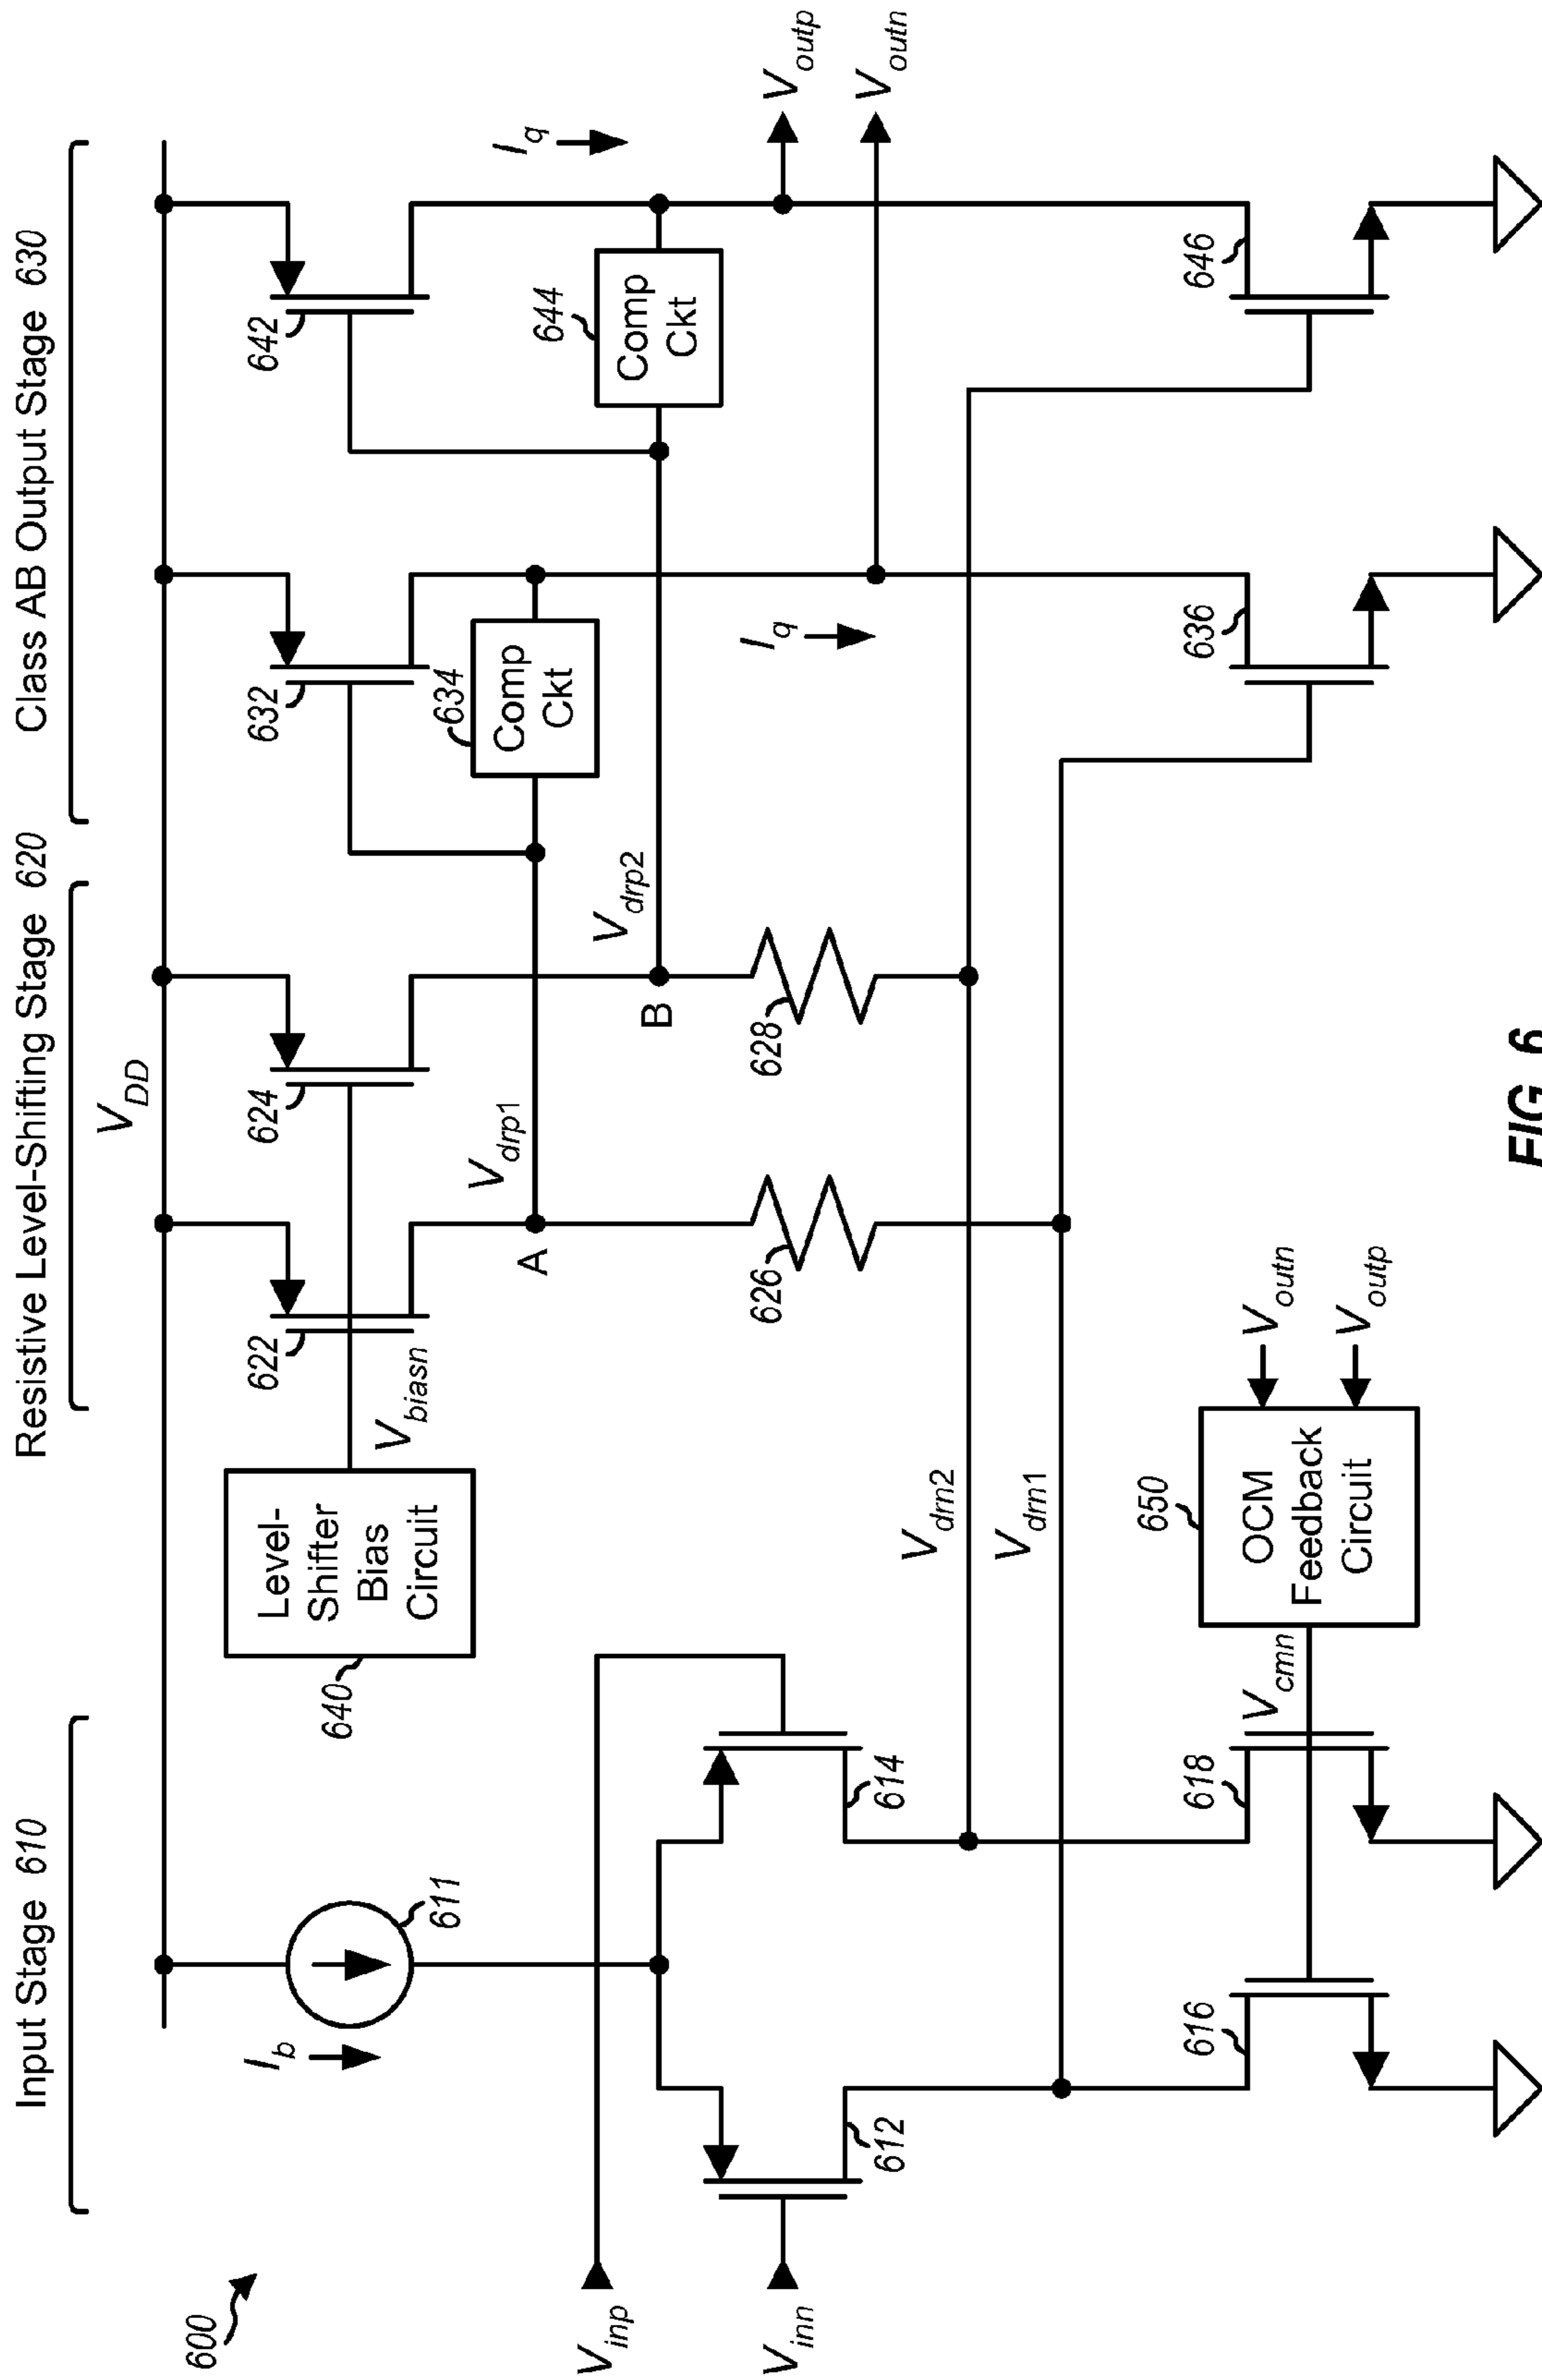 600
Input Stage 610
Resistive Level-Shifting Stage 620
Class AB Output Stage 630
V_DD
I_b
611
640
Level-
Shifter
Bias
Circuit
V_biasn
622
624
632
642
I_q
V_drp1
A
634
Comp
Ckt
V_drp2
B
644
Comp
Ckt
V_inp
V_inn
612
614
626
628
I_q
V_outp
V_outn
V_drn2
V_drn1
616
618
V_cmn
650
OCM
Feedback
Circuit
V_outn
V_outp
636
646
FIG. 6